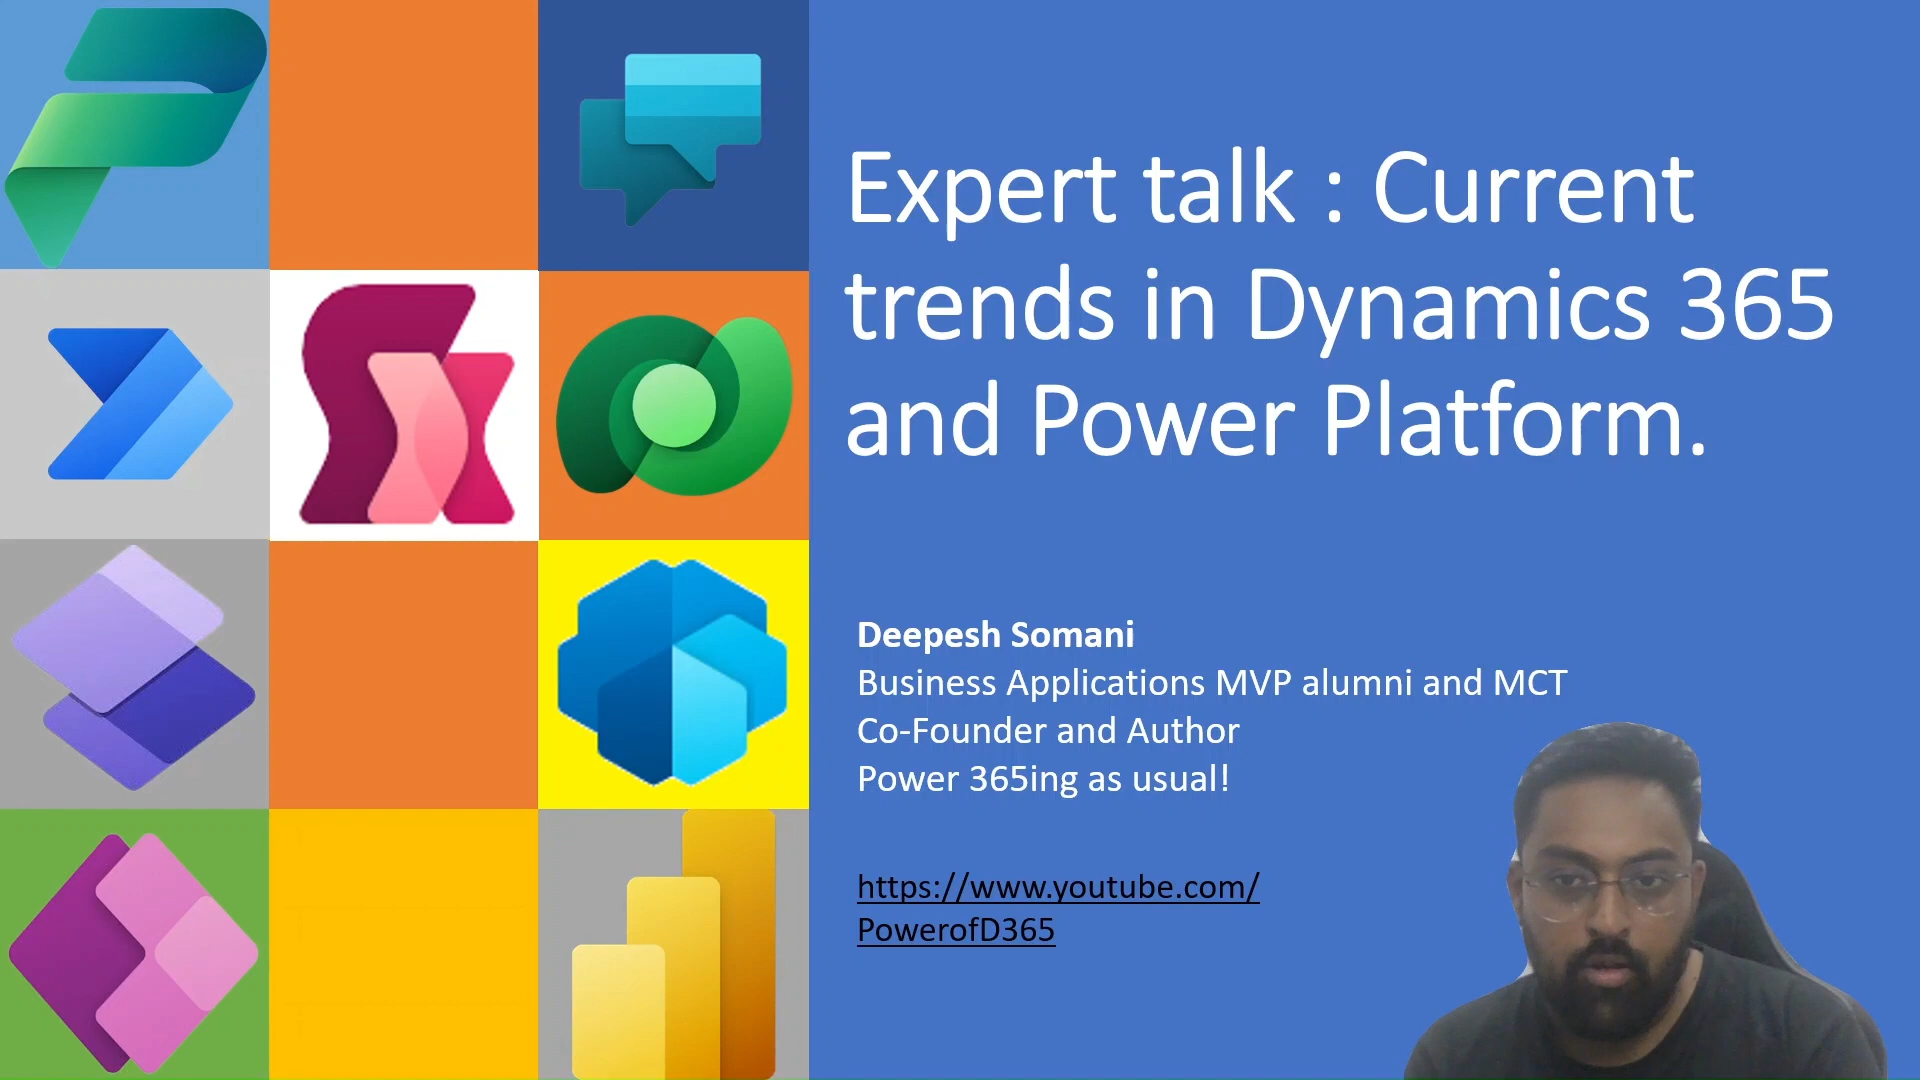 Expert talk : Current
trends in Dynamics 365
and Power Platform.
Deepesh Somani
Business Applications MVP alumni and MCT
Co-Founder and Author
Power 365ing as usual!
https://www.youtube.com/
PowerofD365